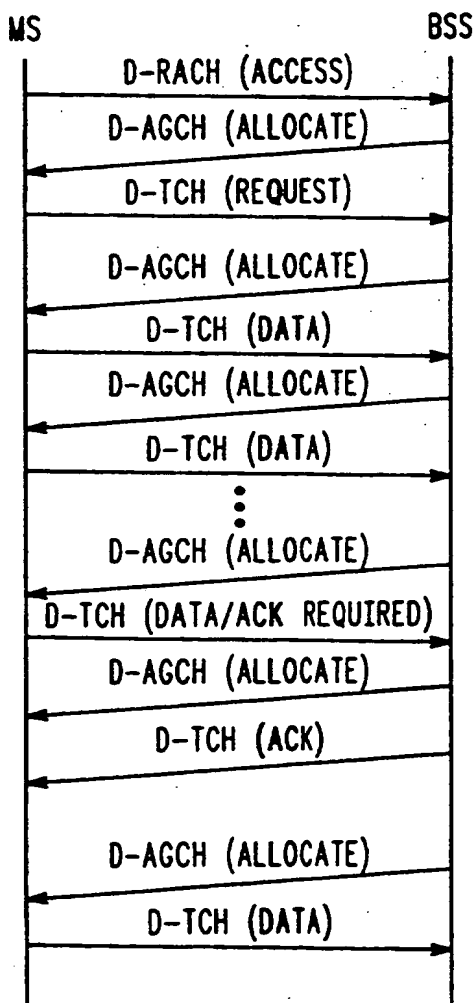 MS BSS
D-RACH (ACCESS)
D-AGCH (ALLOCATE)
D-TCH (REQUEST)
D-AGCH (ALLOCATE)
D-TCH (DATA)
D-AGCH (ALLOCATE)
D-TCH (DATA)
D-AGCH (ALLOCATE)
D-TCH (DATA/ACK REQUIRED)
D-AGCH (ALLOCATE)
D-TCH (ACK)
D-AGCH (ALLOCATE)
D-TCH (DATA)